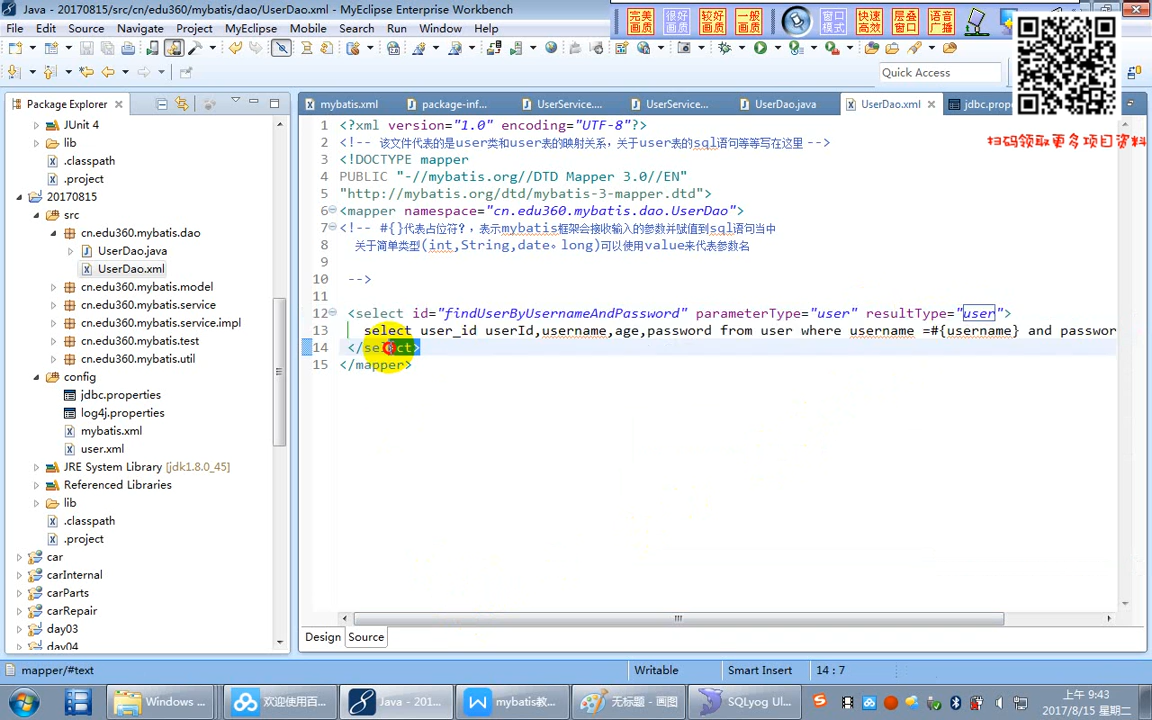 Java - 20170815/src/cn/edu360/mybatis/dao/UserDao.xml - MyEclipse Enterprise Workbench
完美画质 很好画质 较好画质 一般画质 窗口模式 快速高效 层叠窗口 语音广播
File Edit Source Navigate Project MyEclipse Mobile Search Run Window Help
Quick Access
扫码领取更多项目资料
Package Explorer
JUnit 4
lib
.classpath
.project
20170815
src
cn.edu360.mybatis.dao
UserDao.java
UserDao.xml
cn.edu360.mybatis.model
cn.edu360.mybatis.service
cn.edu360.mybatis.service.impl
cn.edu360.mybatis.test
cn.edu360.mybatis.util
config
jdbc.properties
log4j.properties
mybatis.xml
user.xml
JRE System Library [jdk1.8.0_45]
Referenced Libraries
lib
.classpath
.project
car
carInternal
carParts
carRepair
day03
day04
mybatis.xml package-inf... UserService.... UserService... UserDao.java UserDao.xml jdbc.prop
1 <?xml version="1.0" encoding="UTF-8"?>
2 <!-- 该文件代表的是user类和user表的映射关系，关于user表的sql语句等等写在这里 -->
3 <!DOCTYPE mapper
4 PUBLIC "-//mybatis.org//DTD Mapper 3.0//EN"
5 "http://mybatis.org/dtd/mybatis-3-mapper.dtd">
6 <mapper namespace="cn.edu360.mybatis.dao.UserDao">
7 <!-- #{}代表占位符?，表示mybatis框架会接收输入的参数并赋值到sql语句当中
8 关于简单类型(int,String,date。long)可以使用value来代表参数名
9
10 -->
11
12 <select id="findUserByUsernameAndPassword" parameterType="user" resultType="user">
13 select user_id userId,username,age,password from user where username =#{username} and passwor
14 </select>
15 </mapper>
Design Source
mapper/#text Writable Smart Insert 14 : 7
Windows ... 欢迎使用百... Java - 201... mybatis教... 无标题 - 画图 SQLyog Ul...
上午 9:43
2017/8/15 星期二